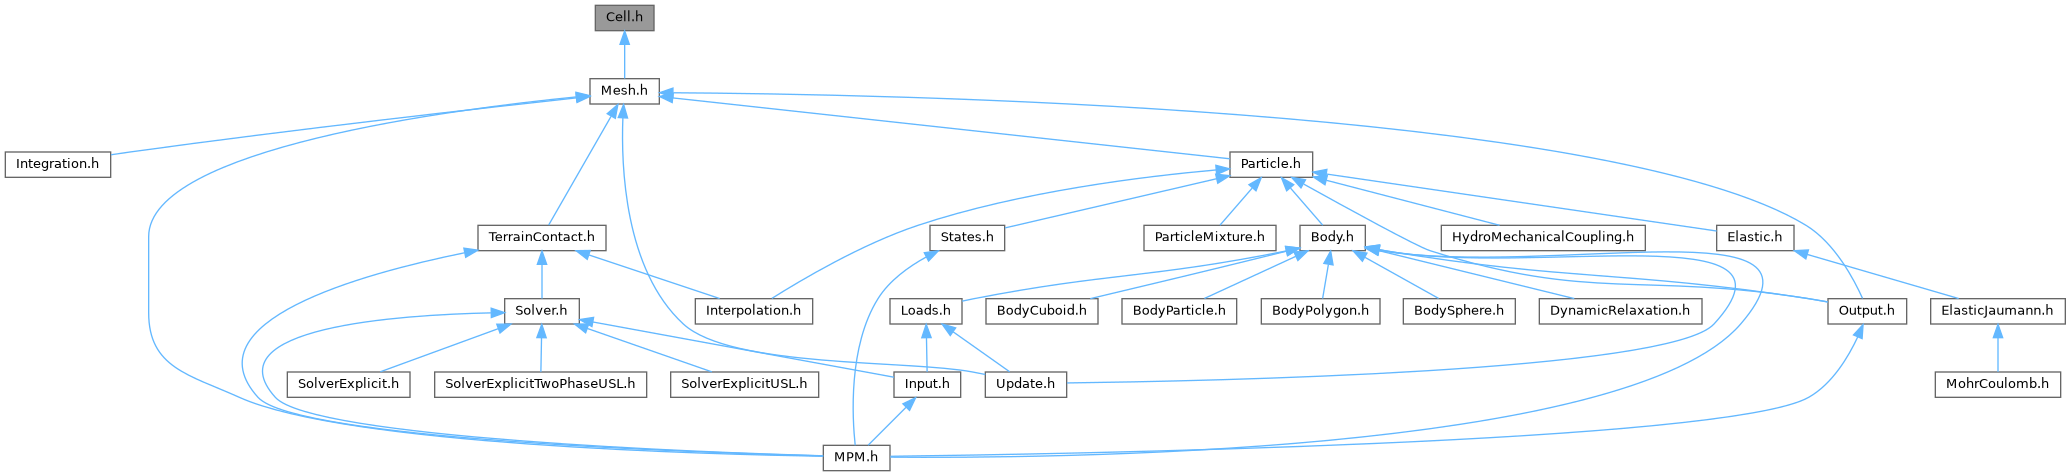 Cell.h
Mesh.h
Integration.h
Particle.h
TerrainContact.h
States.h
ParticleMixture.h
Body.h
HydroMechanicalCoupling.h
Elastic.h
Solver.h
Interpolation.h
Loads.h
BodyCuboid.h
BodyParticle.h
BodyPolygon.h
BodySphere.h
DynamicRelaxation.h
Output.h
ElasticJaumann.h
SolverExplicit.h
SolverExplicitTwoPhaseUSL.h
SolverExplicitUSL.h
Input.h
Update.h
MohrCoulomb.h
MPM.h